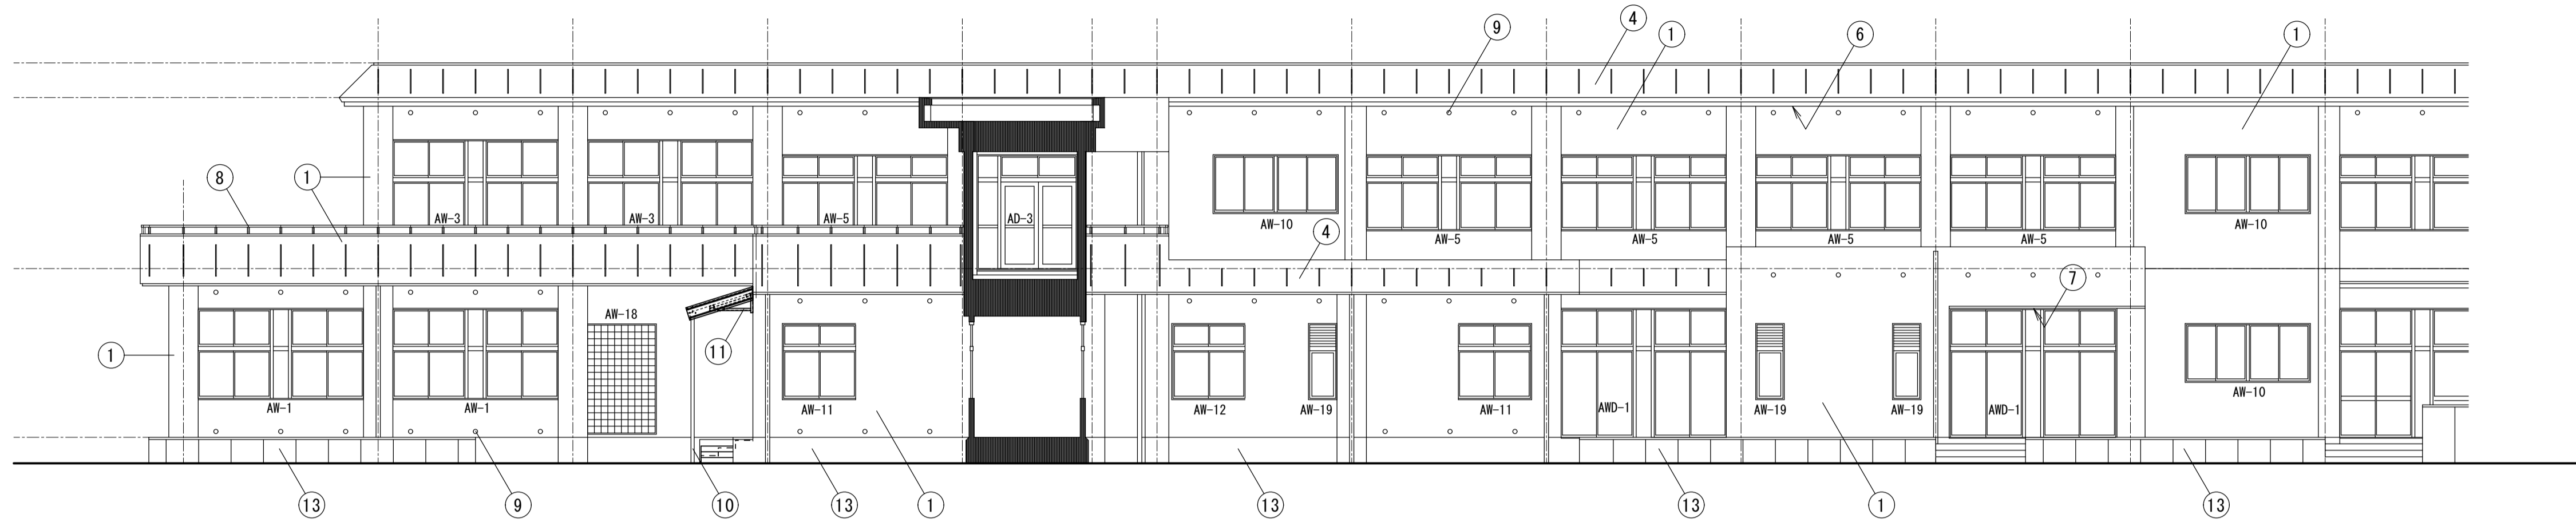 ④
⑨
①
⑥
①
⑧
①
AW-3
AW-3
AW-5
AD-3
AW-10
④
AW-5
AW-5
AW-5
AW-5
AW-10
⑦
AW-18
①
⑪
AW-1
AW-1
AW-11
AW-12
AW-19
AW-11
AWD-1
AW-19
AW-19
AWD-1
AW-10
⑬
⑨
⑩
⑬
①
⑬
⑬
①
⑬